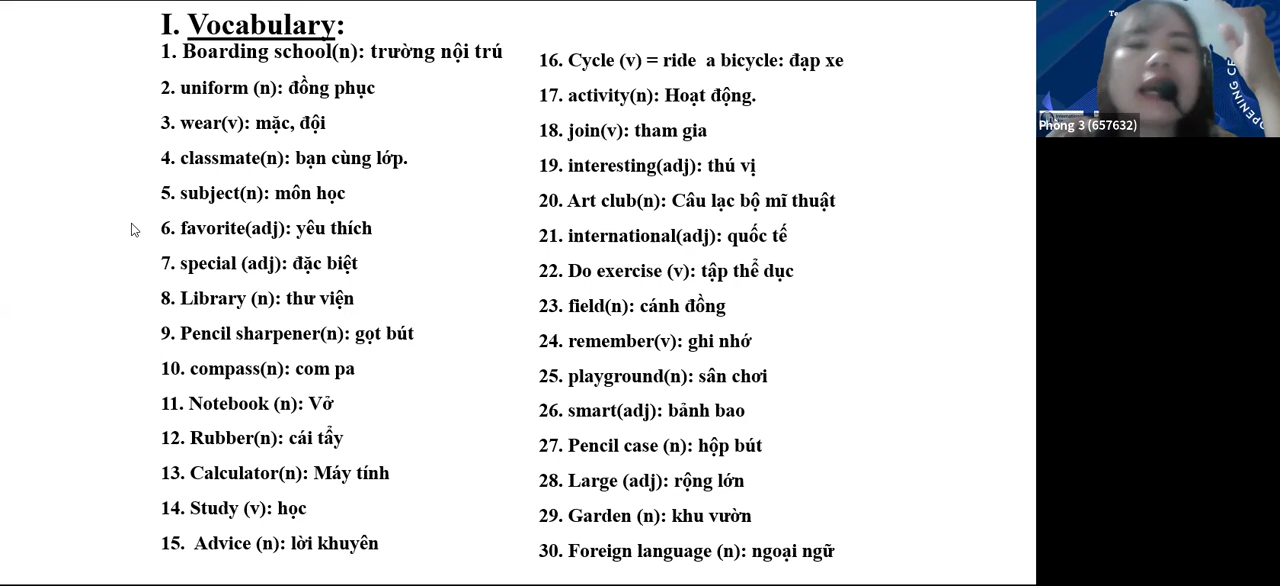 I. Vocabulary:
1. Boarding school(n): trường nội trú
2. uniform (n): đồng phục
3. wear(v): mặc, đội
4. classmate(n): bạn cùng lớp.
5. subject(n): môn học
6. favorite(adj): yêu thích
7. special (adj): đặc biệt
8. Library (n): thư viện
9. Pencil sharpener(n): gọt bút
10. compass(n): com pa
11. Notebook (n): Vở
12. Rubber(n): cái tẩy
13. Calculator(n): Máy tính
14. Study (v): học
15. Advice (n): lời khuyên
16. Cycle (v) = ride a bicycle: đạp xe
17. activity(n): Hoạt động.
18. join(v): tham gia
19. interesting(adj): thú vị
20. Art club(n): Câu lạc bộ mĩ thuật
21. international(adj): quốc tế
22. Do exercise (v): tập thể dục
23. field(n): cánh đồng
24. remember(v): ghi nhớ
25. playground(n): sân chơi
26. smart(adj): bảnh bao
27. Pencil case (n): hộp bút
28. Large (adj): rộng lớn
29. Garden (n): khu vườn
30. Foreign language (n): ngoại ngữ
OPENING
Phòng 3 (657632)